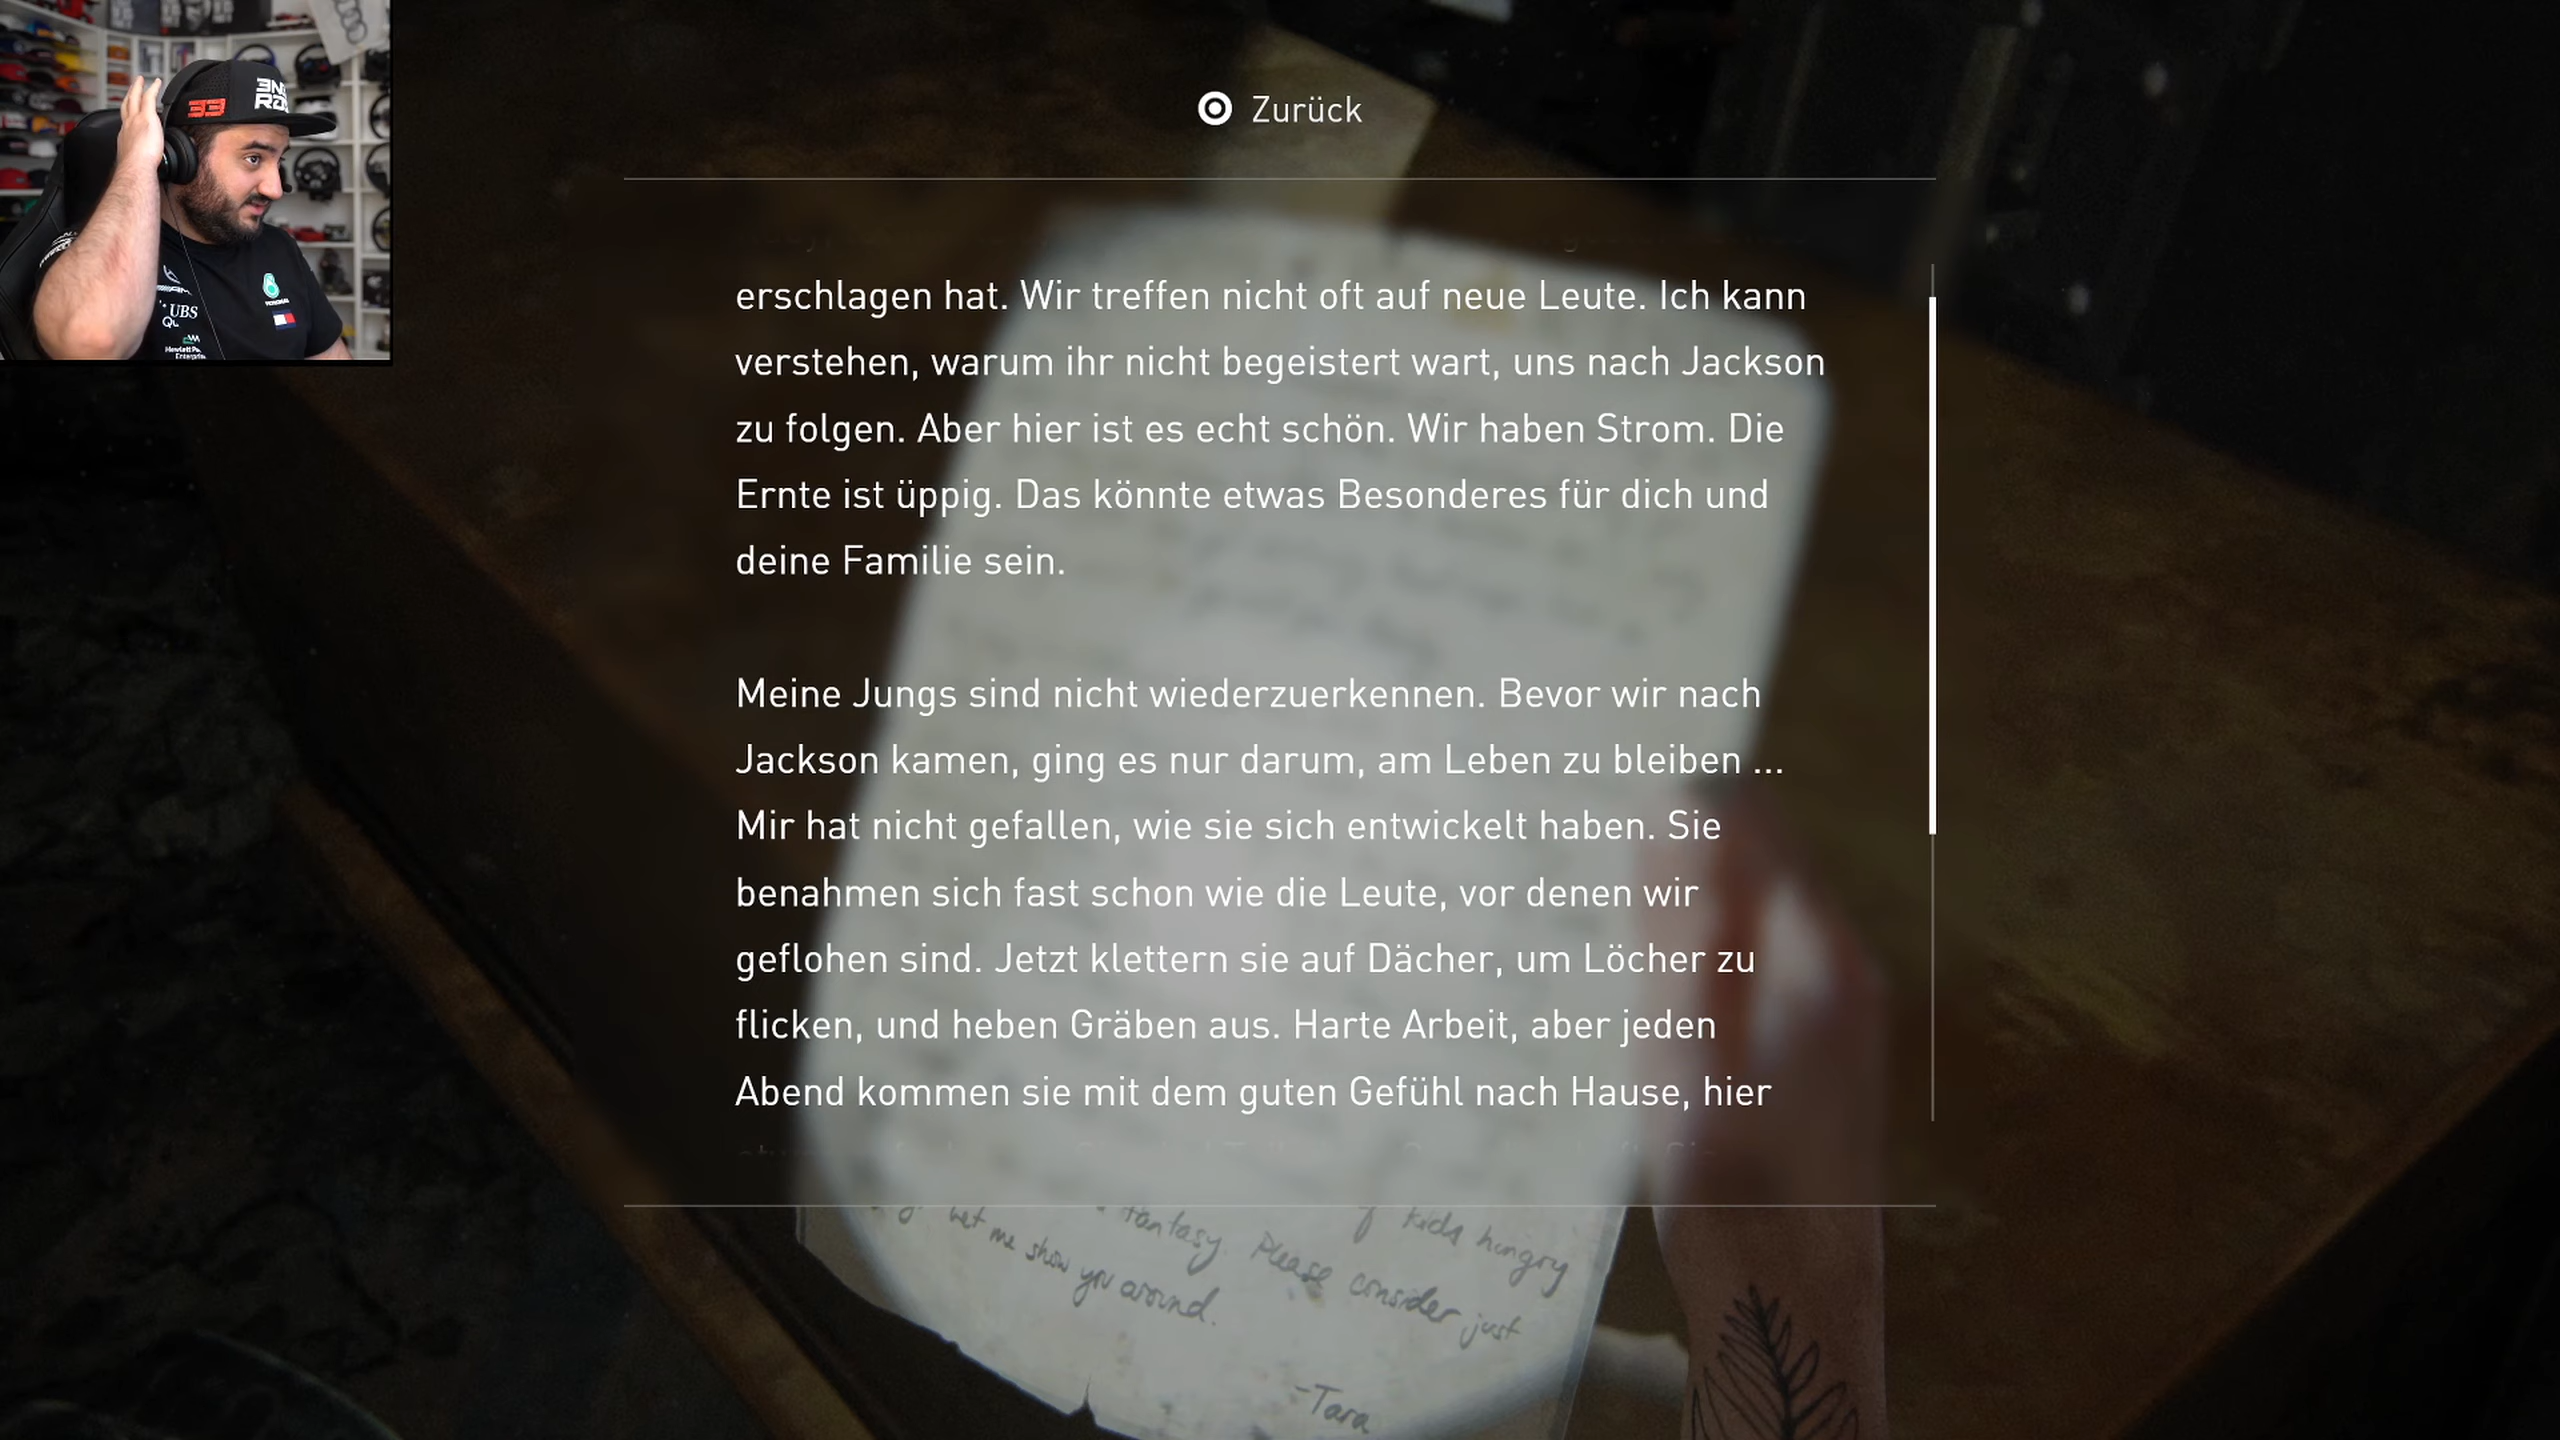 33
UBS
Zurück
erschlagen hat. Wir treffen nicht oft auf neue Leute. Ich kann
verstehen, warum ihr nicht begeistert wart, uns nach Jackson
zu folgen. Aber hier ist es echt schön. Wir haben Strom. Die
Ernte ist üppig. Das könnte etwas Besonderes für dich und
deine Familie sein.
Meine Jungs sind nicht wiederzuerkennen. Bevor wir nach
Jackson kamen, ging es nur darum, am Leben zu bleiben ...
Mir hat nicht gefallen, wie sie sich entwickelt haben. Sie
benahmen sich fast schon wie die Leute, vor denen wir
geflohen sind. Jetzt klettern sie auf Dächer, um Löcher zu
flicken, und heben Gräben aus. Harte Arbeit, aber jeden
Abend kommen sie mit dem guten Gefühl nach Hause, hier
kids hungry
fantasy. Please consider just
Let me show you around.
-Tara